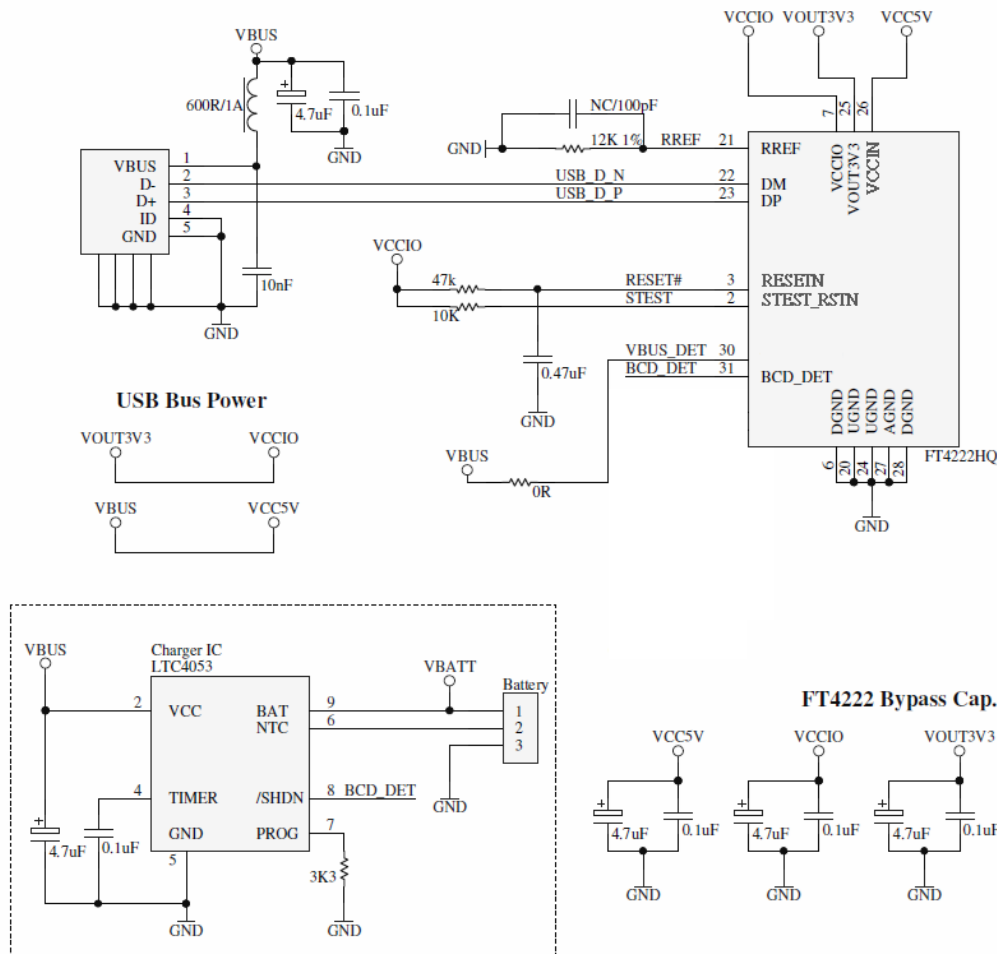 VCCIO VOUT3V3 VCC5V
VBUS
600R/1A
+
4.7uF
0.1uF
GND
NC/100pF
GND
12K 1%
RREF 21 RREF
7 25 26
VCCIO VOUT3V3 VCCIN
VBUS 1
D- 2 USB_D_N 22 DM
D+ 3 USB_D_P 23 DP
ID 4
GND 5
10nF
GND
VCCIO
47k RESET# 3 RESETN
10K STEST 2 STEST_RSTN
0.47uF
GND
VBUS_DET 30
BCD_DET 31 BCD_DET
DGND UGND UGND AGND DGND
6 20 24 27 28
FT4222HQ
GND
VBUS
0R
USB Bus Power
VOUT3V3 VCCIO
VBUS VCC5V
Charger IC
LTC4053
VBUS
VBATT
Battery
2 VCC BAT 9 1
NTC 6 2
3
4 TIMER /SHDN 8 BCD_DET
GND
GND PROG 7
5
+
4.7uF
0.1uF
3K3
GND
GND
FT4222 Bypass Cap.
VCC5V VCCIO VOUT3V3
+ + +
4.7uF 0.1uF 4.7uF 0.1uF 4.7uF 0.1uF
GND GND GND